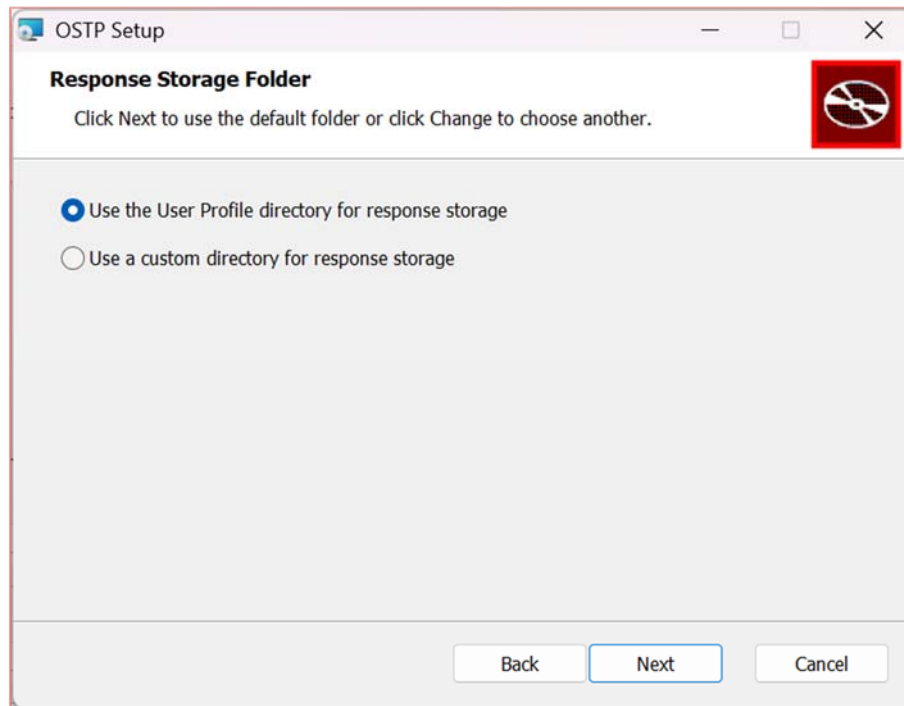 OSTP Setup
Response Storage Folder
Click Next to use the default folder or click Change to choose another.
Use the User Profile directory for response storage
Use a custom directory for response storage
Back Next Cancel